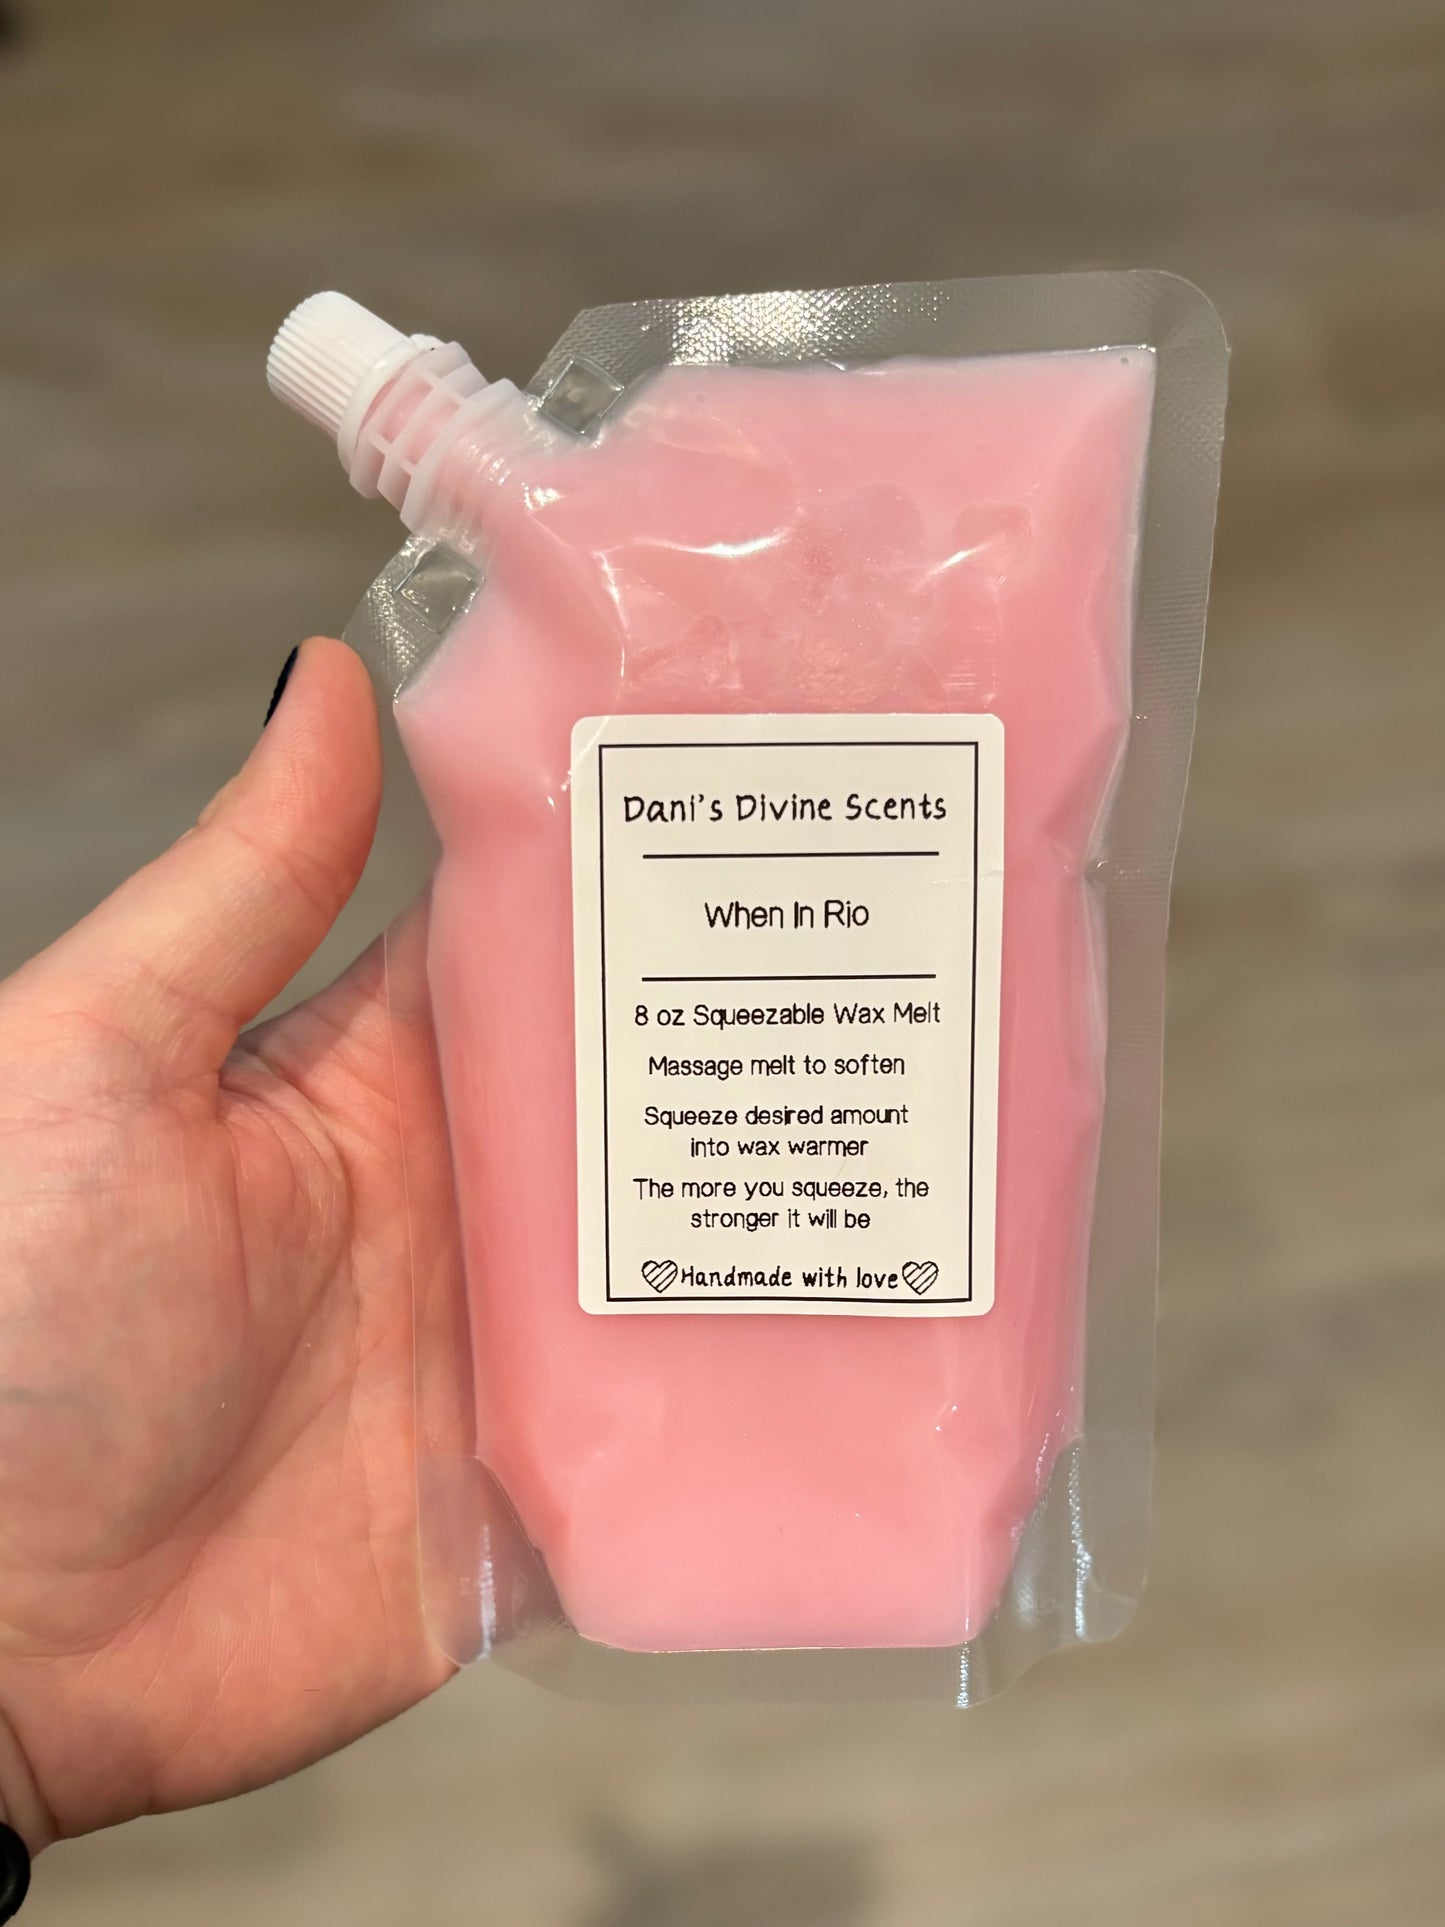 Dani's Divine Scents
When In Rio
8 oz Squeezable Wax Melt
Massage melt to soften
Squeeze desired amount
into wax warmer
The more you squeeze, the
stronger it will be
Handmade with love